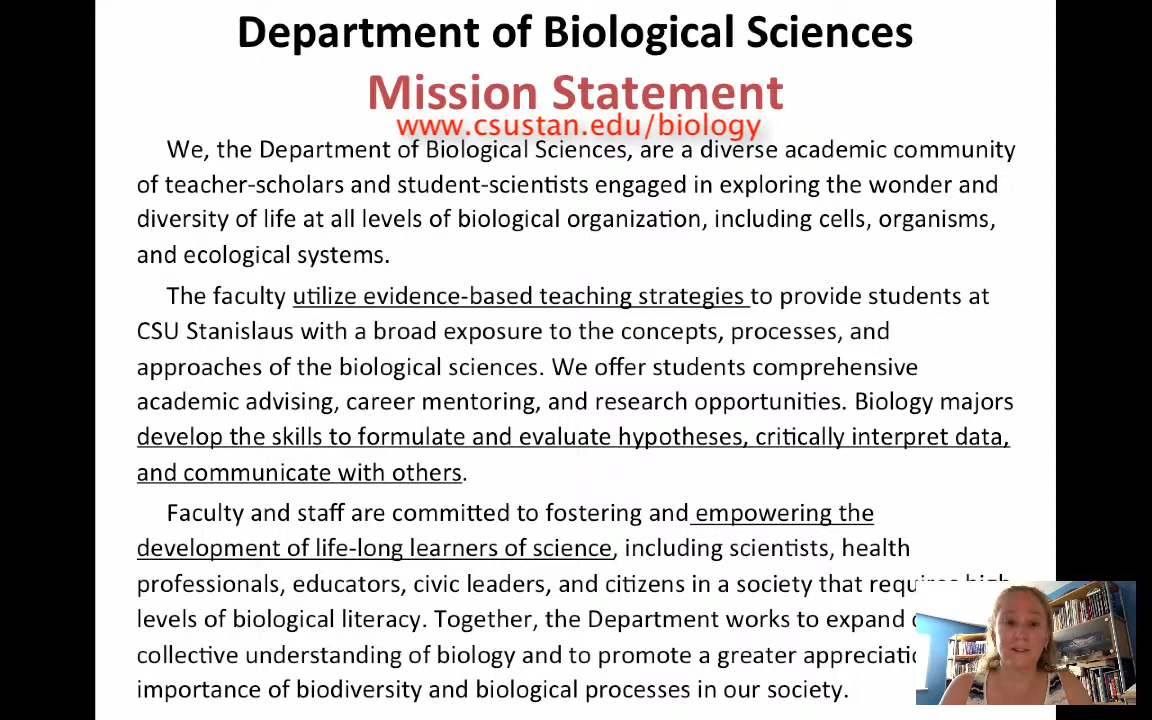 Department of Biological Sciences
Mission Statement
www.csustan.edu/biology
We, the Department of Biological Sciences, are a diverse academic community
of teacher-scholars and student-scientists engaged in exploring the wonder and
diversity of life at all levels of biological organization, including cells, organisms,
and ecological systems.
The faculty utilize evidence-based teaching strategies to provide students at
CSU Stanislaus with a broad exposure to the concepts, processes, and
approaches of the biological sciences. We offer students comprehensive
academic advising, career mentoring, and research opportunities. Biology majors
develop the skills to formulate and evaluate hypotheses, critically interpret data,
and communicate with others.
Faculty and staff are committed to fostering and empowering the
development of life-long learners of science, including scientists, health
professionals, educators, civic leaders, and citizens in a society that requires high
levels of biological literacy. Together, the Department works to expand
collective understanding of biology and to promote a greater
importance of biodiversity and biological processes in our society.